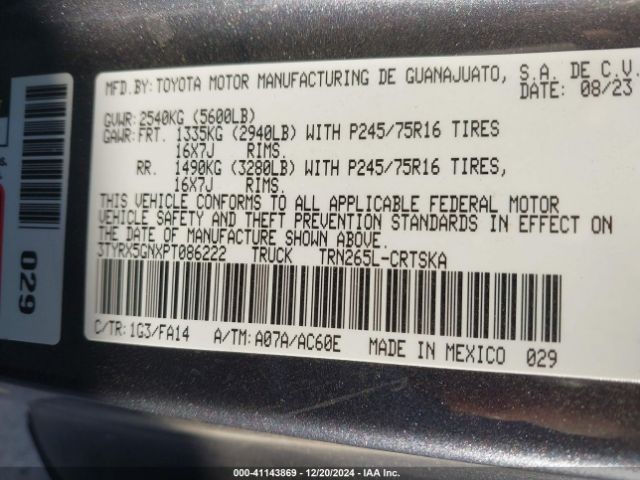 MFD.BY:TOYOTA MOTOR MANUFACTURING DE GUANAJUATO, S.A. DE C.V.
DATE: 08/23
GVWR: 2540KG (5600LB)
GAWR:FRT. 1335KG (2940LB) WITH P245/75R16 TIRES
16X7J RIMS.
RR. 1490KG (3280LB) WITH P245/75R16 TIRES,
16X7J RIMS.
THIS VEHICLE CONFORMS TO ALL APPLICABLE FEDERAL MOTOR
VEHICLE SAFETY AND THEFT PREVENTION STANDARDS IN EFFECT ON
THE DATE OF MANUFACTURE SHOWN ABOVE.
3TYRX5GNXPT086222 TRUCK TRN265L-CRTSKA
C/TR: 1G3/FA14 A/TM: A07A/AC60E MADE IN MEXICO 029
029
000-41143869 • 12/20/2024 • IAA Inc.